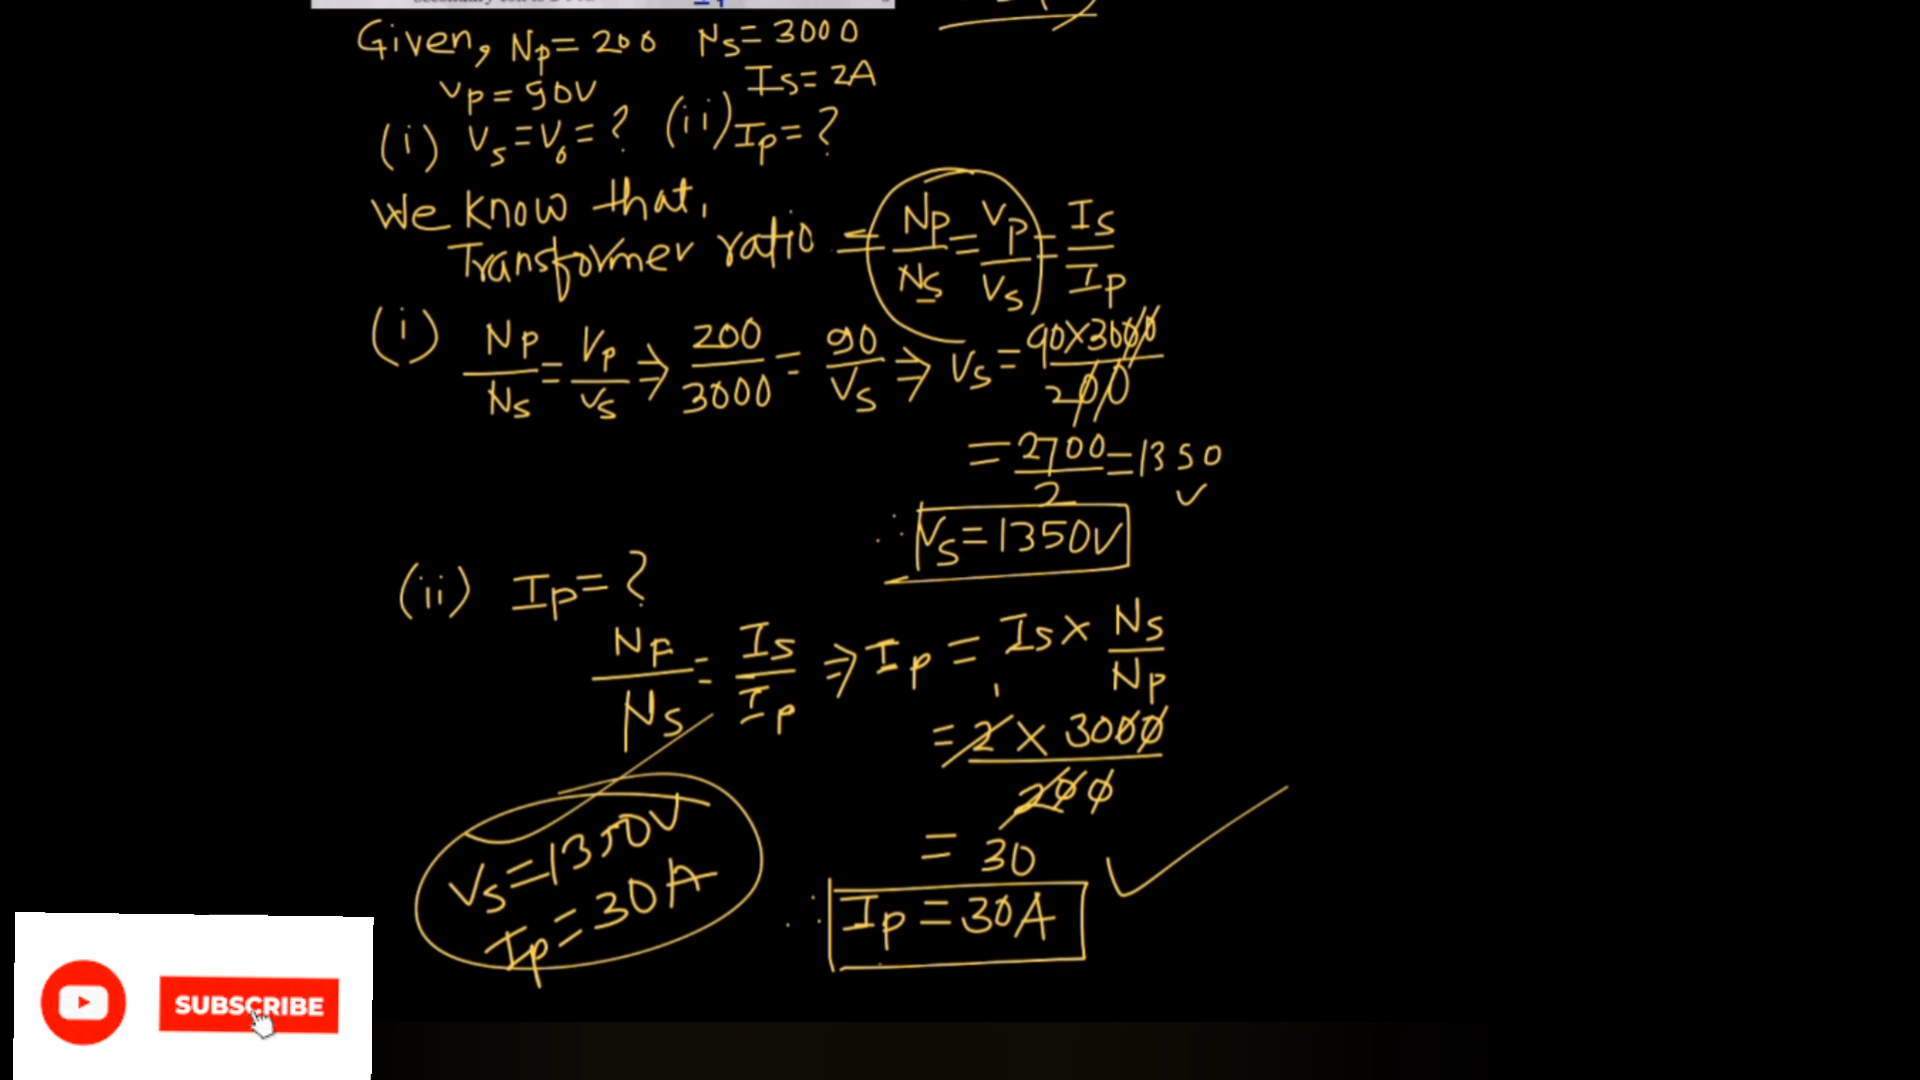 Given, Np = 200 Ns = 3000
Vp = 90V Is = 2A
(i) Vs = Vo = ? (ii) Ip = ?
We know that,
Transformer ratio = Np/Ns = Vp/Vs = Is/Ip
(i) Np/Ns = Vp/Vs ⇒ 200/3000 = 90/Vs ⇒ Vs = 90×3000/200
= 2700/2 = 1350
∴ Vs = 1350V
(ii) Ip = ?
Np/Ns = Is/Ip ⇒ Ip = Is × Ns/Np
= 2 × 3000/200
= 30
∴ Ip = 30A
Vs = 1350V
Ip = 30A
SUBSCRIBE